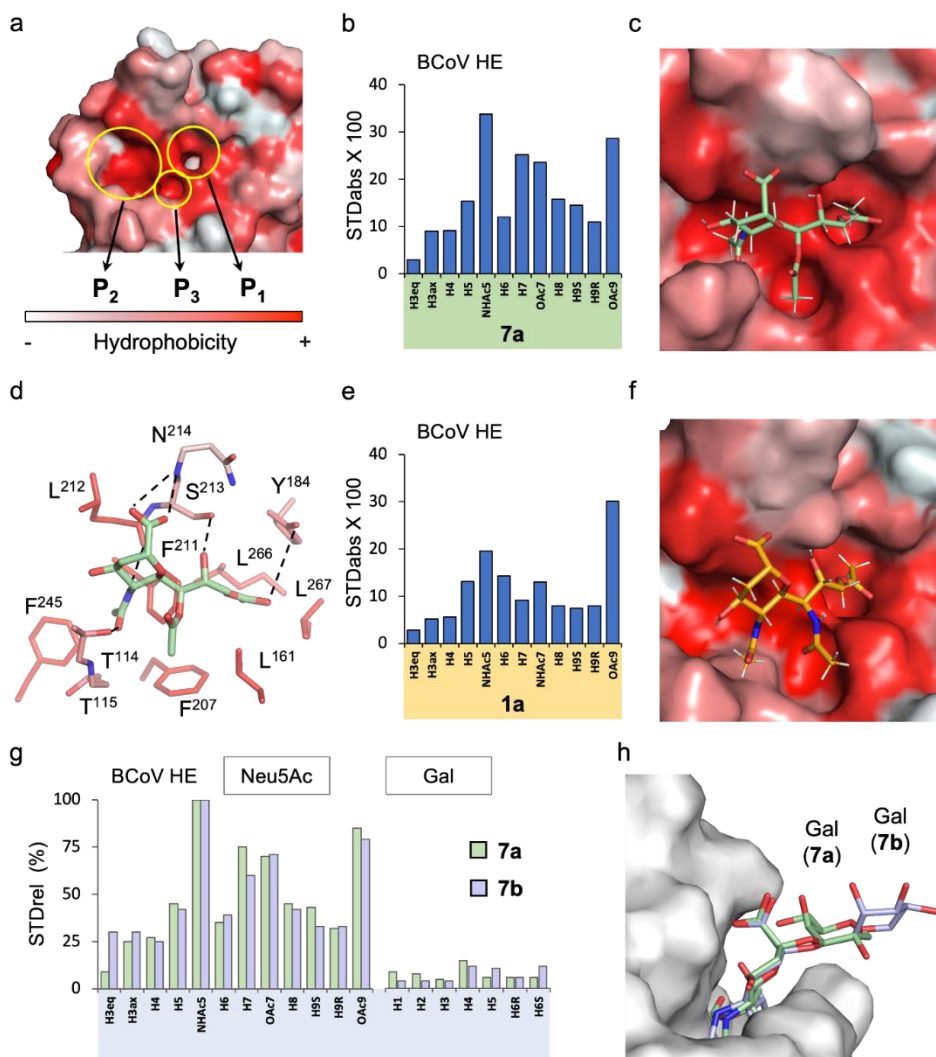 a
P₂ P₃ P₁
- Hydrophobicity +
b
BCoV HE
STDabs X 100
40
30
20
10
0
H3eq H3ax H4 H5 NHAc5 H6 H7 OAc7 H8 H9S H9R OAc9
7a
c
d
N²¹⁴
L²¹²
S²¹³
Y¹⁸⁴
F²¹¹
L²⁶⁶
L²⁶⁷
F²⁴⁵
T¹¹⁴
L¹⁶¹
T¹¹⁵
F²⁰⁷
e
BCoV HE
STDabs X 100
40
30
20
10
0
H3eq H3ax H4 H5 NHAc5 H6 H7 NHAc7 H8 H9S H9R OAc9
1a
f
g
BCoV HE Neu5Ac Gal
STDrel (%)
100
75
50
25
0
7a
7b
H3eq H3ax H4 H5 NHAc5 H6 H7 OAc7 H8 H9S H9R OAc9 H1 H2 H3 H4 H5 H6R H6S
h
Gal Gal
(7a) (7b)